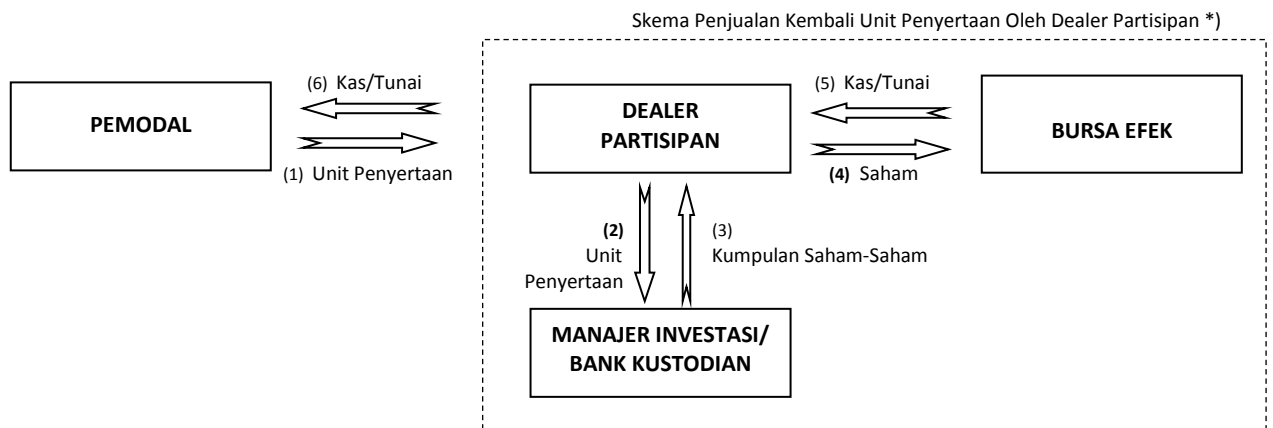 Skema Penjualan Kembali Unit Penyertaan Oleh Dealer Partisipan *)
PEMODAL
(6) Kas/Tunai
(1) Unit Penyertaan
DEALER
PARTISIPAN
(5) Kas/Tunai
(4) Saham
BURSA EFEK
(2)
Unit
Penyertaan
(3)
Kumpulan Saham-Saham
MANAJER INVESTASI/
BANK KUSTODIAN